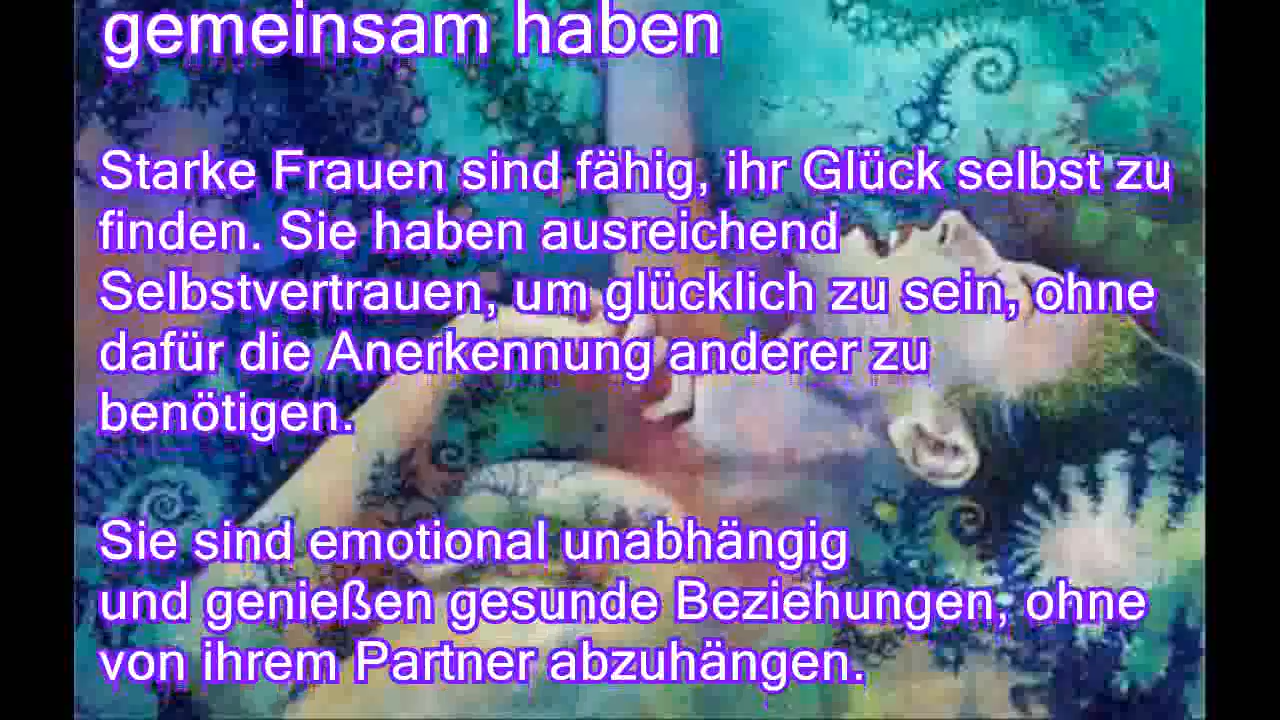 gemeinsam haben
Starke Frauen sind fähig, ihr Glück selbst zu
finden. Sie haben ausreichend
Selbstvertrauen, um glücklich zu sein, ohne
dafür die Anerkennung anderer zu
benötigen.
Sie sind emotional unabhängig
und genießen gesunde Beziehungen, ohne
von ihrem Partner abzuhängen.